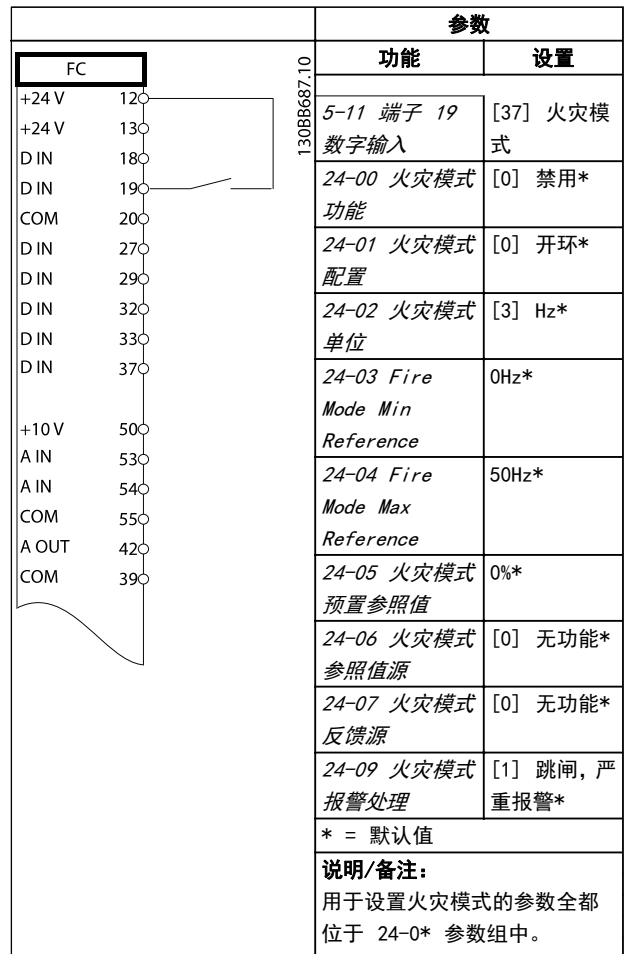 参数
功能 设置
FC
130BB687.10
+24 V 12
+24 V 13
D IN 18
D IN 19
COM 20
D IN 27
D IN 29
D IN 32
D IN 33
D IN 37
+10 V 50
A IN 53
A IN 54
COM 55
A OUT 42
COM 39
5-11 端子 19 [37] 火灾模
数字输入 式
24-00 火灾模式 [0] 禁用*
功能
24-01 火灾模式 [0] 开环*
配置
24-02 火灾模式 [3] Hz*
单位
24-03 Fire 0Hz*
Mode Min
Reference
24-04 Fire 50Hz*
Mode Max
Reference
24-05 火灾模式 0%*
预置参照值
24-06 火灾模式 [0] 无功能*
参照值源
24-07 火灾模式 [0] 无功能*
反馈源
24-09 火灾模式 [1] 跳闸，严
报警处理 重报警*
* = 默认值
说明/备注：
用于设置火灾模式的参数全都
位于 24-0* 参数组中。